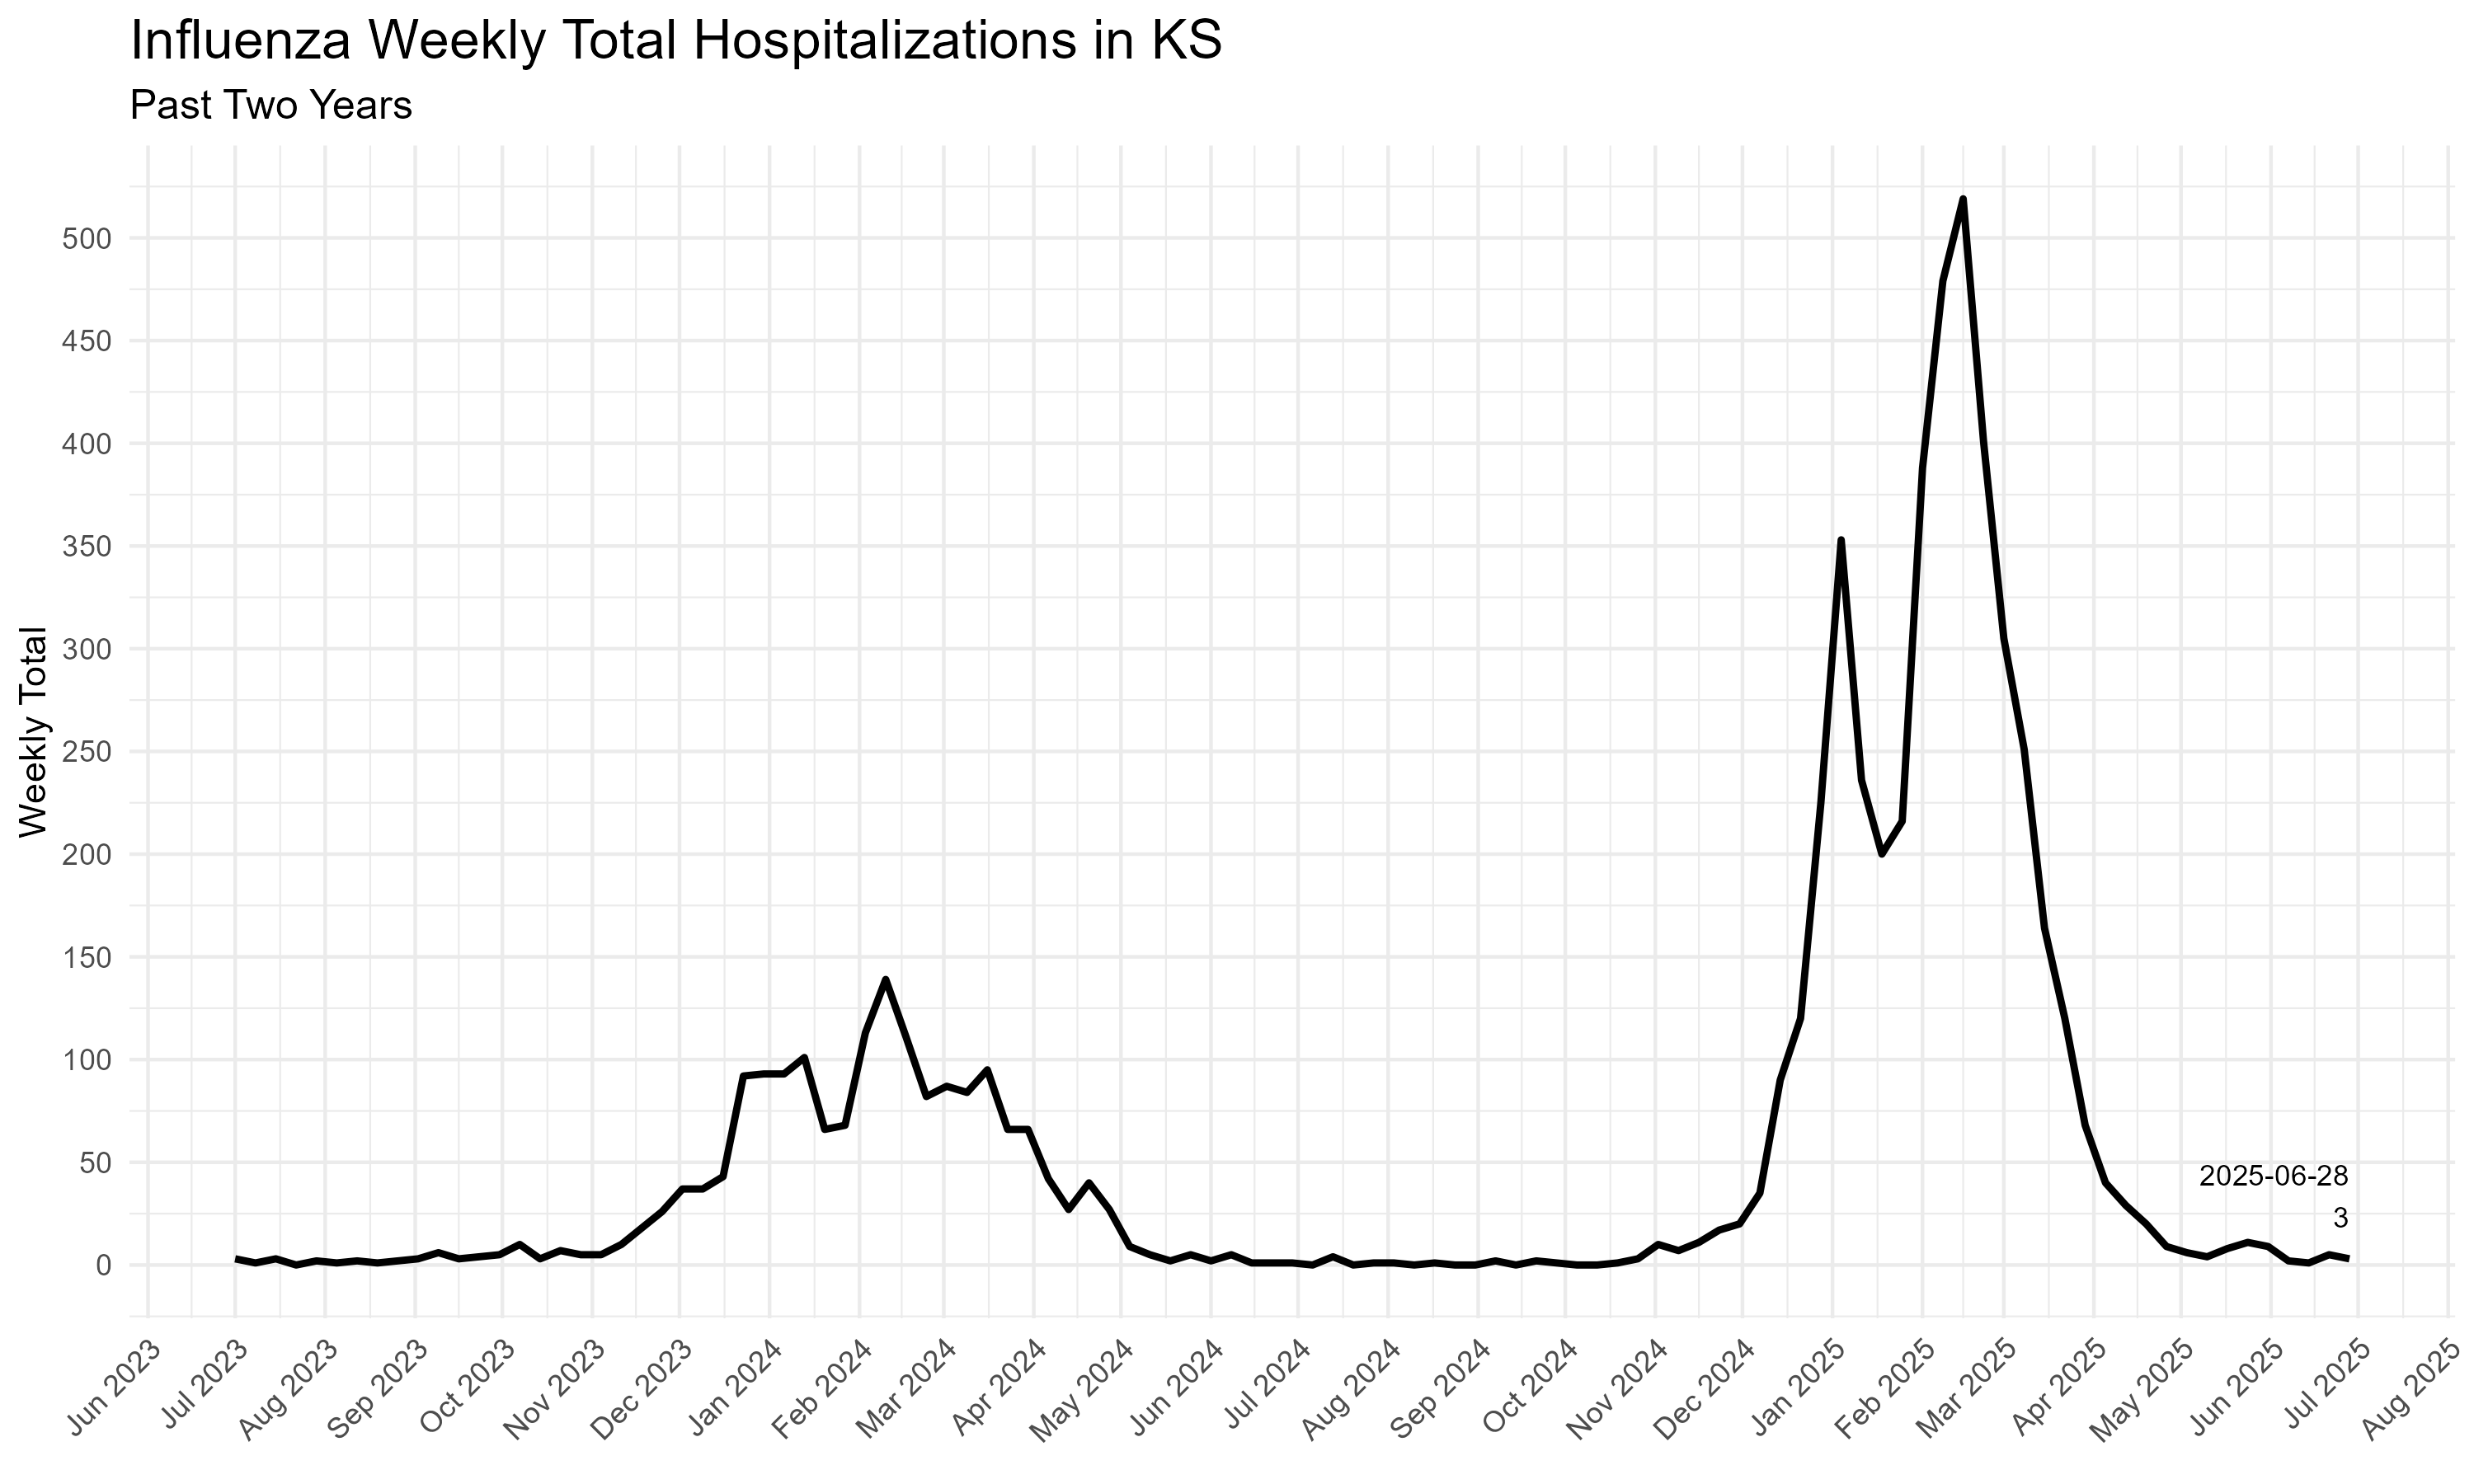 Influenza Weekly Total Hospitalizations in KS
Past Two Years
Weekly Total
500
450
400
350
300
250
200
150
100
50
0
2025-06-28
3
Jun 2023
Jul 2023
Aug 2023
Sep 2023
Oct 2023
Nov 2023
Dec 2023
Jan 2024
Feb 2024
Mar 2024
Apr 2024
May 2024
Jun 2024
Jul 2024
Aug 2024
Sep 2024
Oct 2024
Nov 2024
Dec 2024
Jan 2025
Feb 2025
Mar 2025
Apr 2025
May 2025
Jun 2025
Jul 2025
Aug 2025